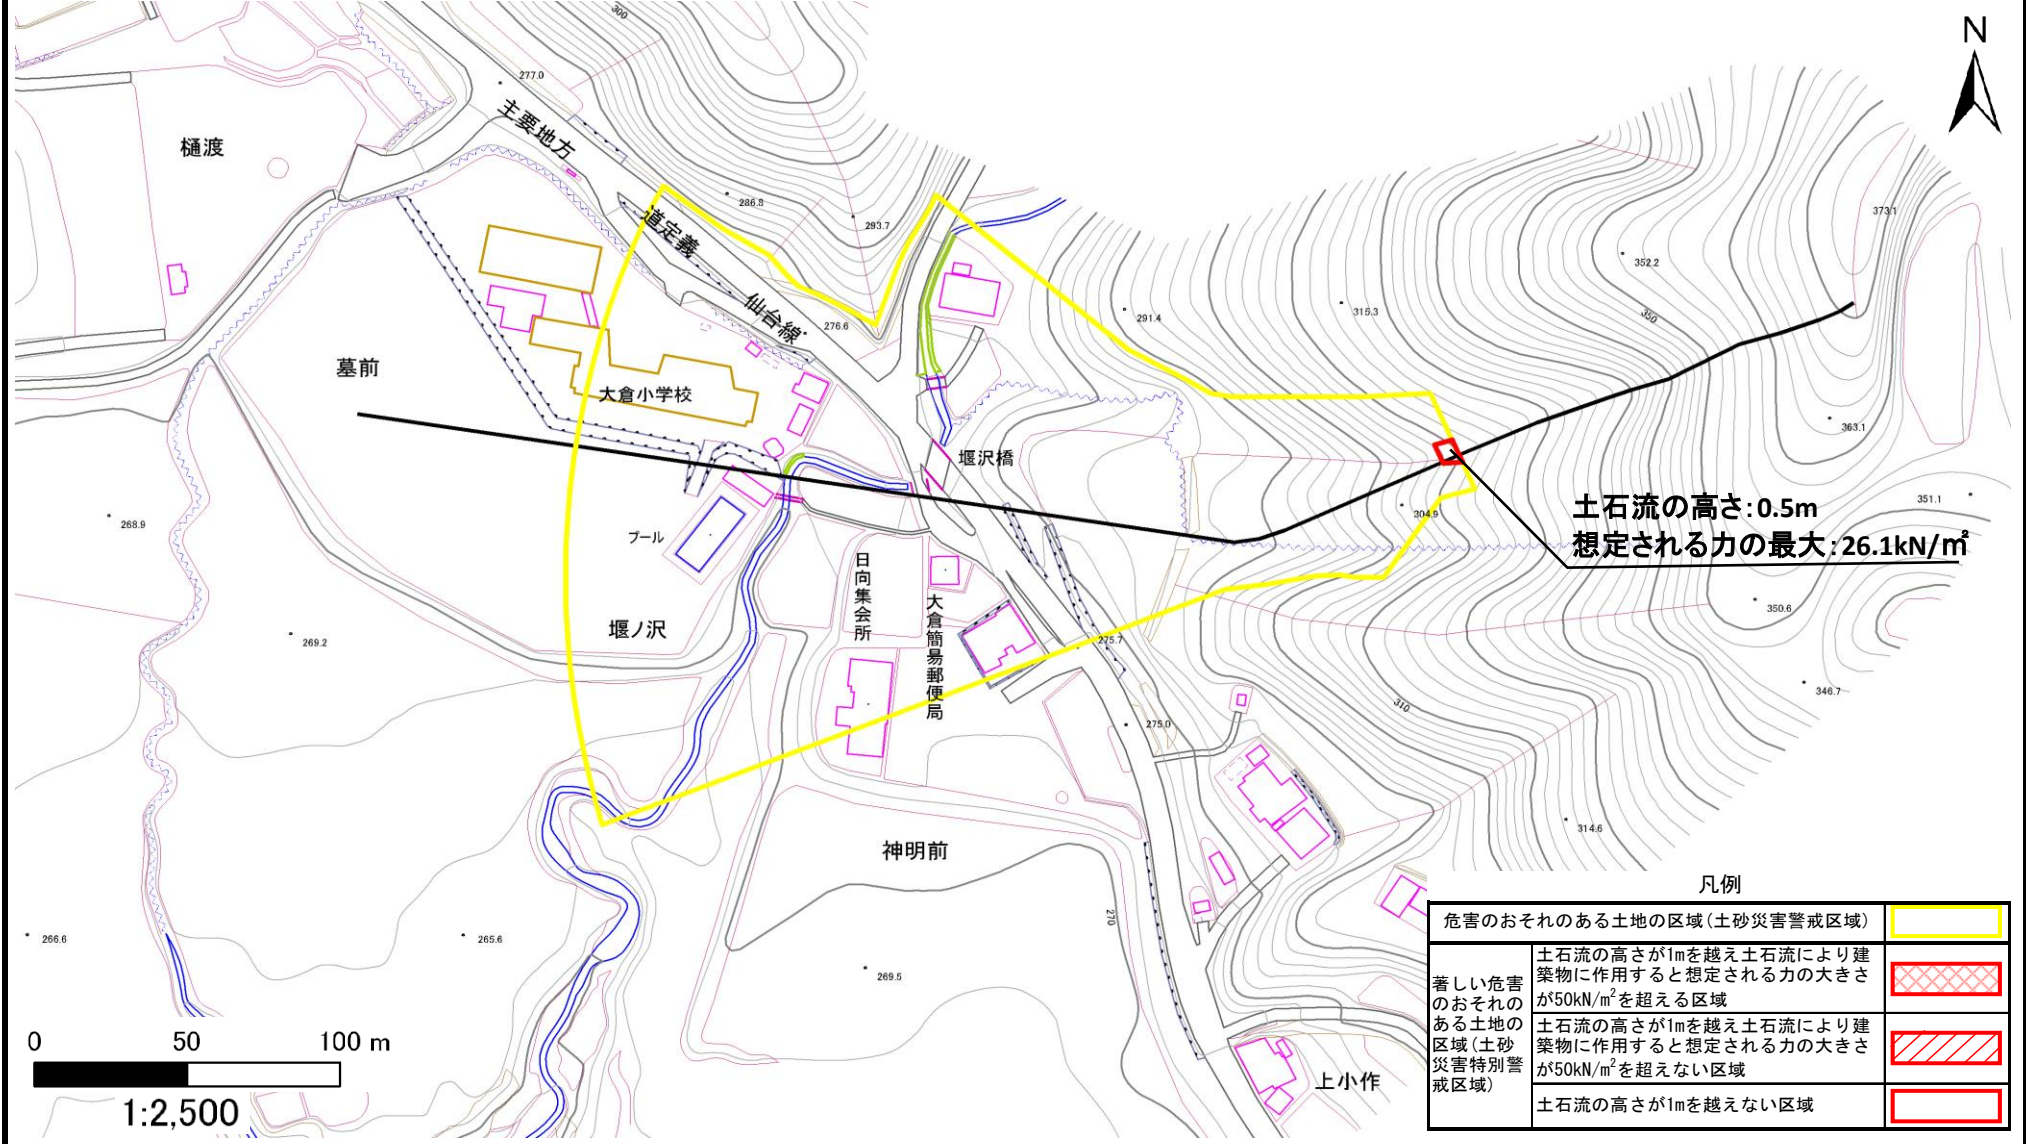 300
N
277.0
主要地方
樋渡
286.8
道定義
293.7
373.1
352.2
仙台線
276.6
291.4
315.3
350
墓前
大倉小学校
363.1
堰沢橋
351.1
268.9
304.9
土石流の高さ:0.5m
想定される力の最大:26.1kN/㎡
プール
日向集会所
大倉簡易郵便局
350.6
堰ノ沢
269.2
275.7
346.7
310
275.0
314.6
神明前
270
266.6
265.6
269.5
凡例
危害のおそれのある土地の区域(土砂災害警戒区域)
著しい危害
のおそれの
ある土地の
区域(土砂
災害特別警
戒区域)
土石流の高さが1mを越え土石流により建
築物に作用すると想定される力の大きさ
が50kN/m²を超える区域
土石流の高さが1mを越え土石流により建
築物に作用すると想定される力の大きさ
が50kN/m²を超えない区域
土石流の高さが1mを越えない区域
0 50 100 m
1:2,500
上小作